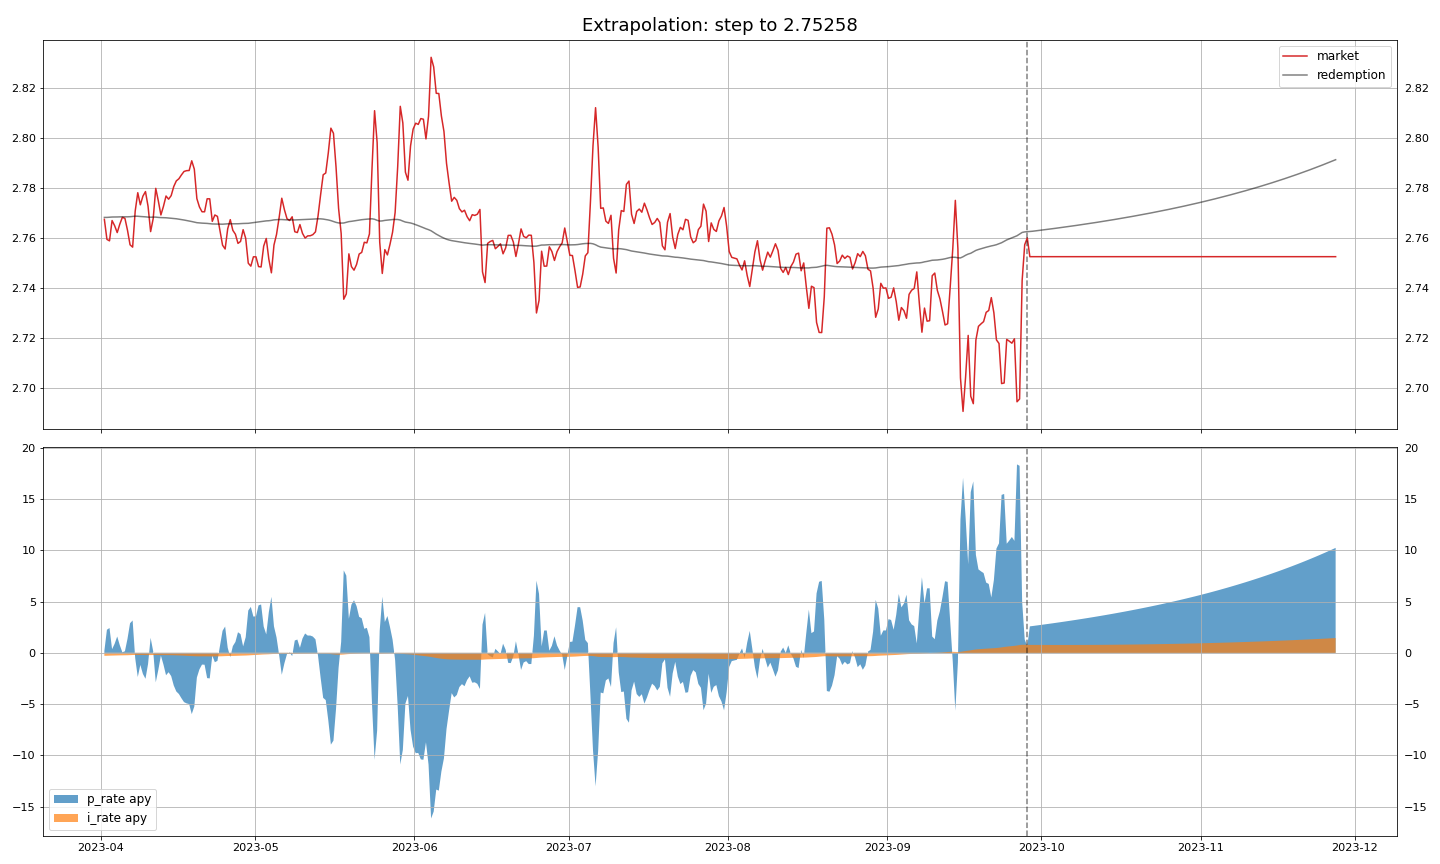 Extrapolation: step to 2.75258
market
redemption
2.82 2.82
2.80 2.80
2.78 2.78
2.76 2.76
2.74 2.74
2.72 2.72
2.70 2.70
20 20
15 15
10 10
5 5
0 0
−5 −5
−10 −10
−15 −15
p_rate apy
i_rate apy
2023-04 2023-05 2023-06 2023-07 2023-08 2023-09 2023-10 2023-11 2023-12